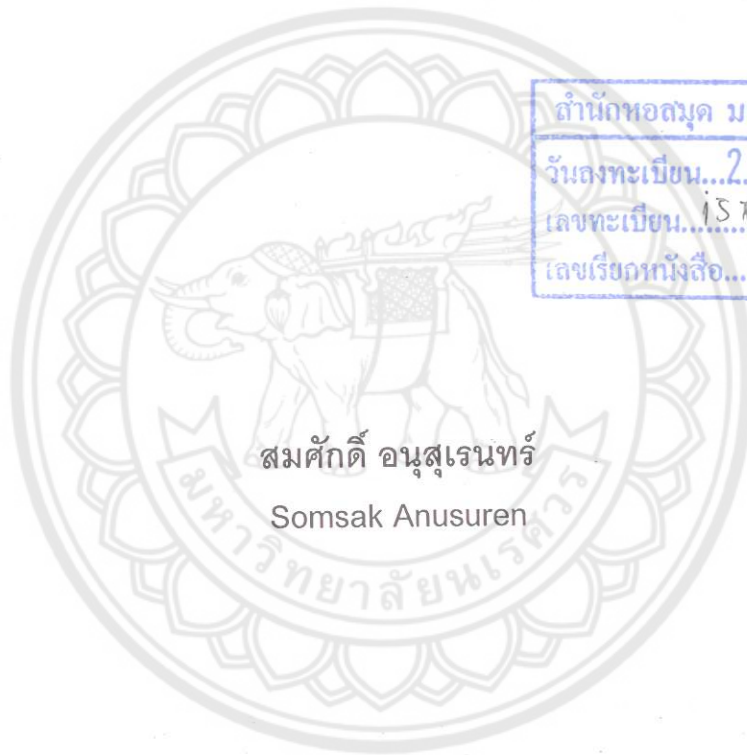 สำนักหอสมุด
วันลงทะเบียน...2.
เลขทะเบียน.......
เลขเรียกหนังสือ...
สมศักดิ์ อนุสุเรนทร์
Somsak Anusuren
มหาวิทยาลัยนเรศวร